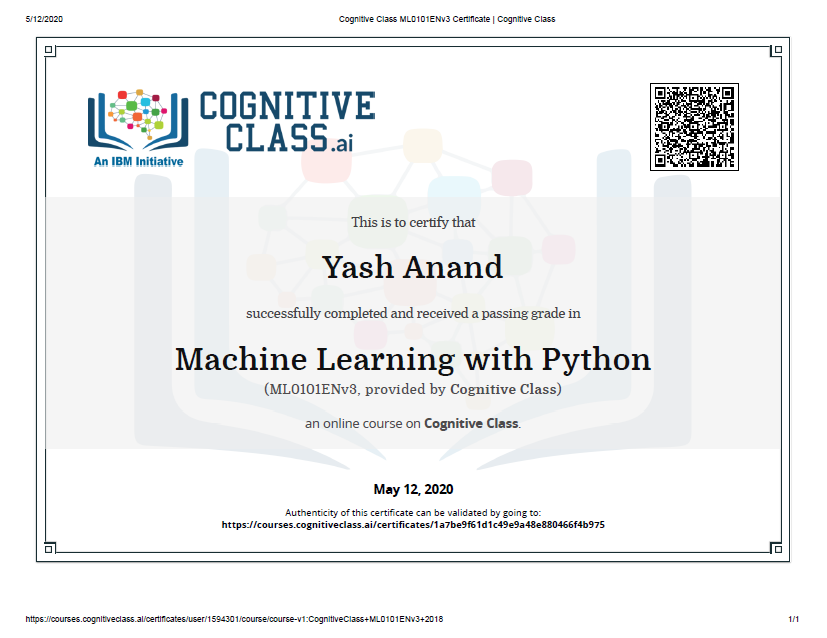 5/12/2020
Cognitive Class ML0101ENv3 Certificate | Cognitive Class
COGNITIVE
CLASS.ai
An IBM Initiative
This is to certify that
Yash Anand
successfully completed and received a passing grade in
Machine Learning with Python
(ML0101ENv3, provided by Cognitive Class)
an online course on Cognitive Class.
May 12, 2020
Authenticity of this certificate can be validated by going to:
https://courses.cognitiveclass.ai/certificates/1a7be9f61d1c49e9a48e880466f4b975
https://courses.cognitiveclass.ai/certificates/user/1594301/course/course-v1:CognitiveClass+ML0101ENv3+2018
1/1